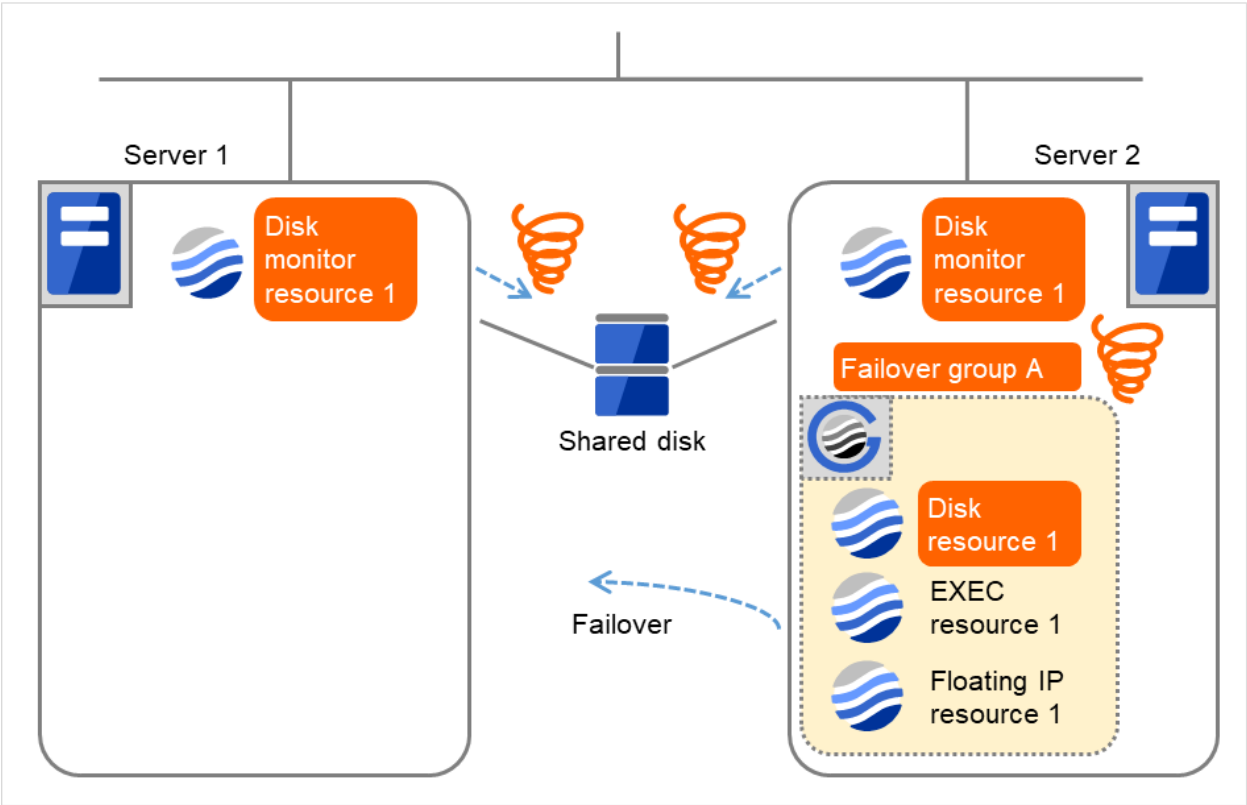 Server 1
Server 2
Disk
monitor
resource 1
Disk
monitor
resource 1
Failover group A
Shared disk
Disk
resource 1
EXEC
resource 1
Failover
Floating IP
resource 1